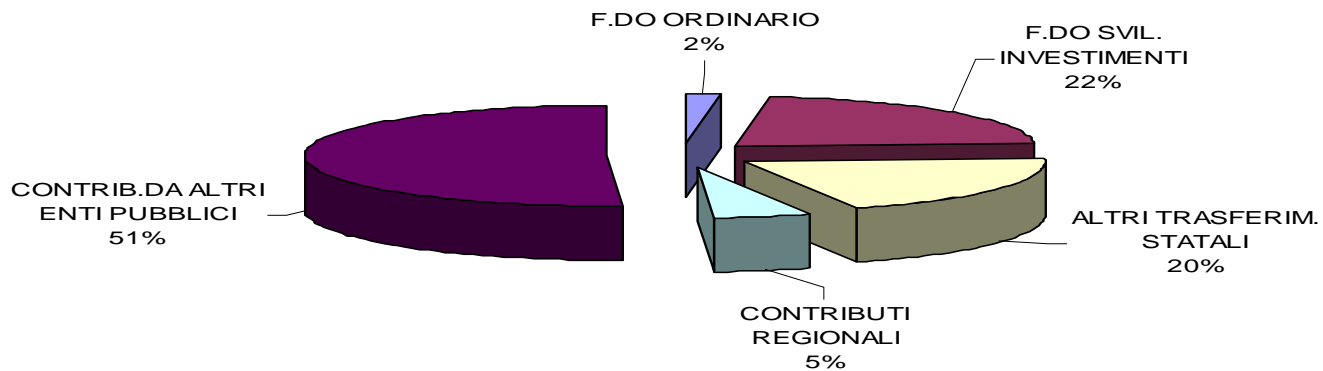 F.DO ORDINARIO
2%
F.DO SVIL.
INVESTIMENTI
22%
CONTRIB.DA ALTRI
ENTI PUBBLICI
51%
ALTRI TRASFERIM.
STATALI
20%
CONTRIBUTI
REGIONALI
5%